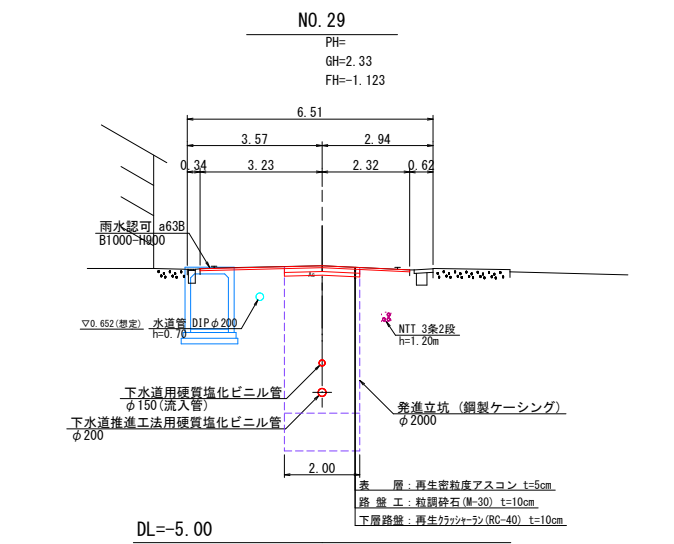 NO. 29
PH=
GH=2.33
FH=-1.123
6.51
3.57
2.94
0.34
3.23
2.32
0.62
雨水認可 a63B
B1000-H900
As
▽0.652(想定)
水道管 DIPφ200
h=0.70
NTT 3条2段
h=1.20m
下水道用硬質塩化ビニル管
φ150(流入管)
下水道推進工法用硬質塩化ビニル管
φ200
発進立坑 (鋼製ケーシング)
φ2000
2.00
表　層：再生密粒度アスコン t=5cm
路 盤 工：粒調砕石(M-30) t=10cm
下層路盤：再生クラッシャーラン(RC-40) t=10cm
DL=-5.00